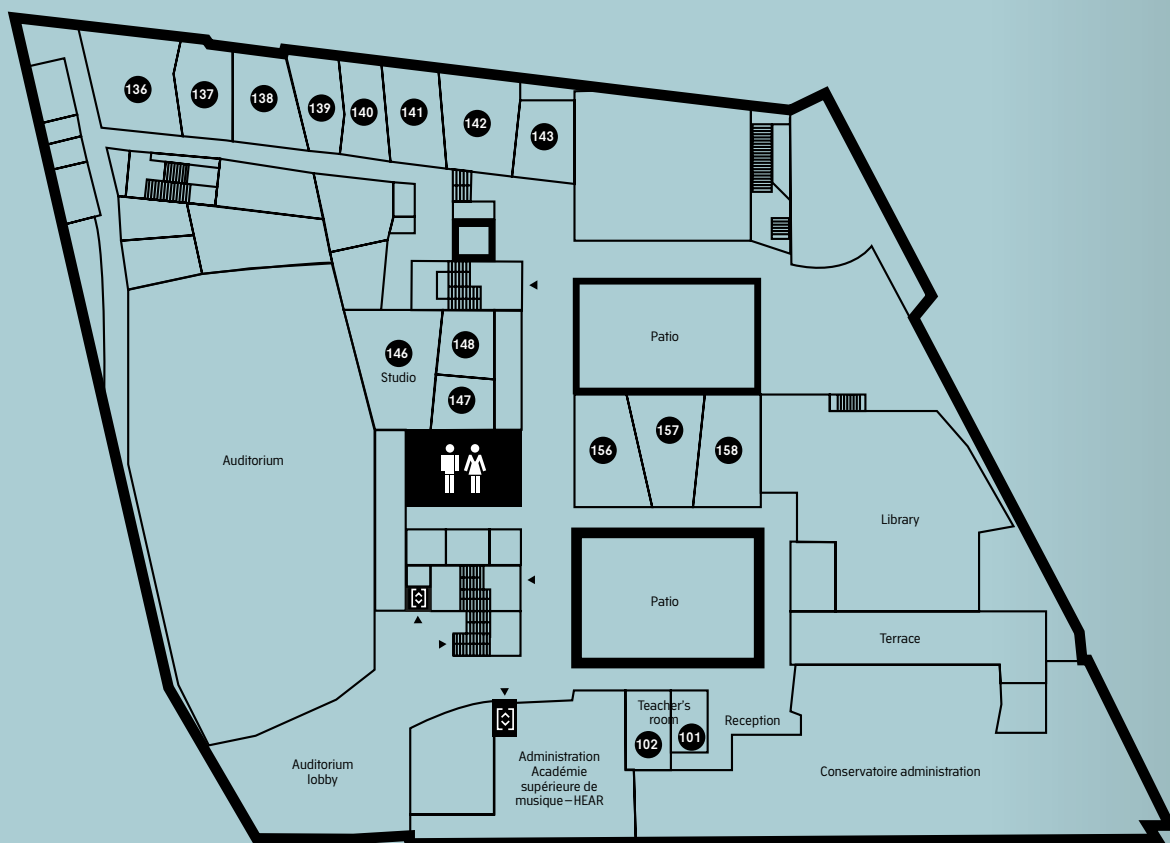 136
137
138
139
140
141
142
143
Patio
146
Studio
148
147
156
157
158
Auditorium
Library
Patio
Terrace
Teacher's
room
102
101
Reception
Auditorium
lobby
Administration
Académie
supérieure de
musique – HEAR
Conservatoire administration